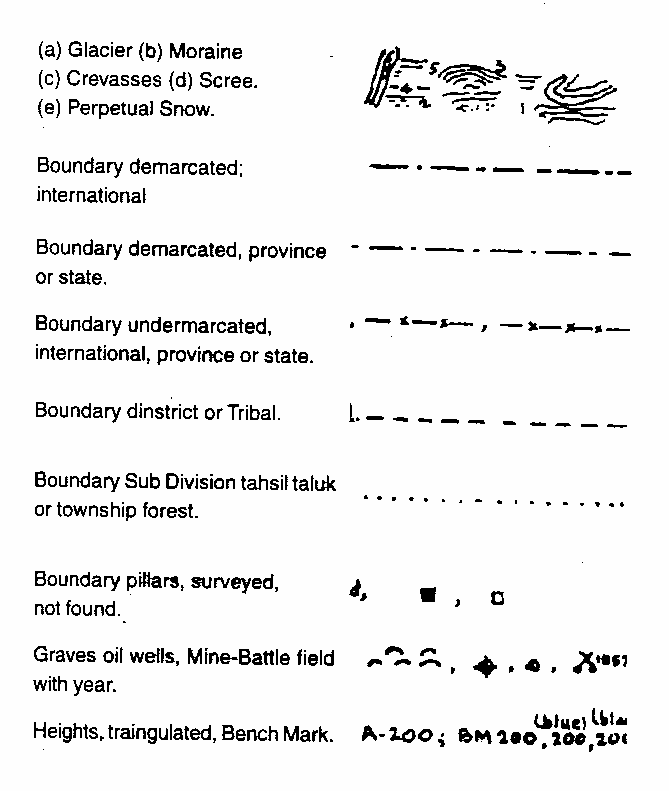 (a) Glacier (b) Moraine
(c) Crevasses (d) Scree.
(e) Perpetual Snow.
Boundary demarcated;
international
Boundary demarcated, province
or state.
Boundary undermarcated,
international, province or state.
Boundary dinstrict or Tribal.
Boundary Sub Division tahsil taluk
or township forest.
Boundary pillars, surveyed,
not found.
Graves oil wells, Mine-Battle field
with year.
(blue)
Heights, traingulated, Bench Mark. A-200; BM 200, 200,